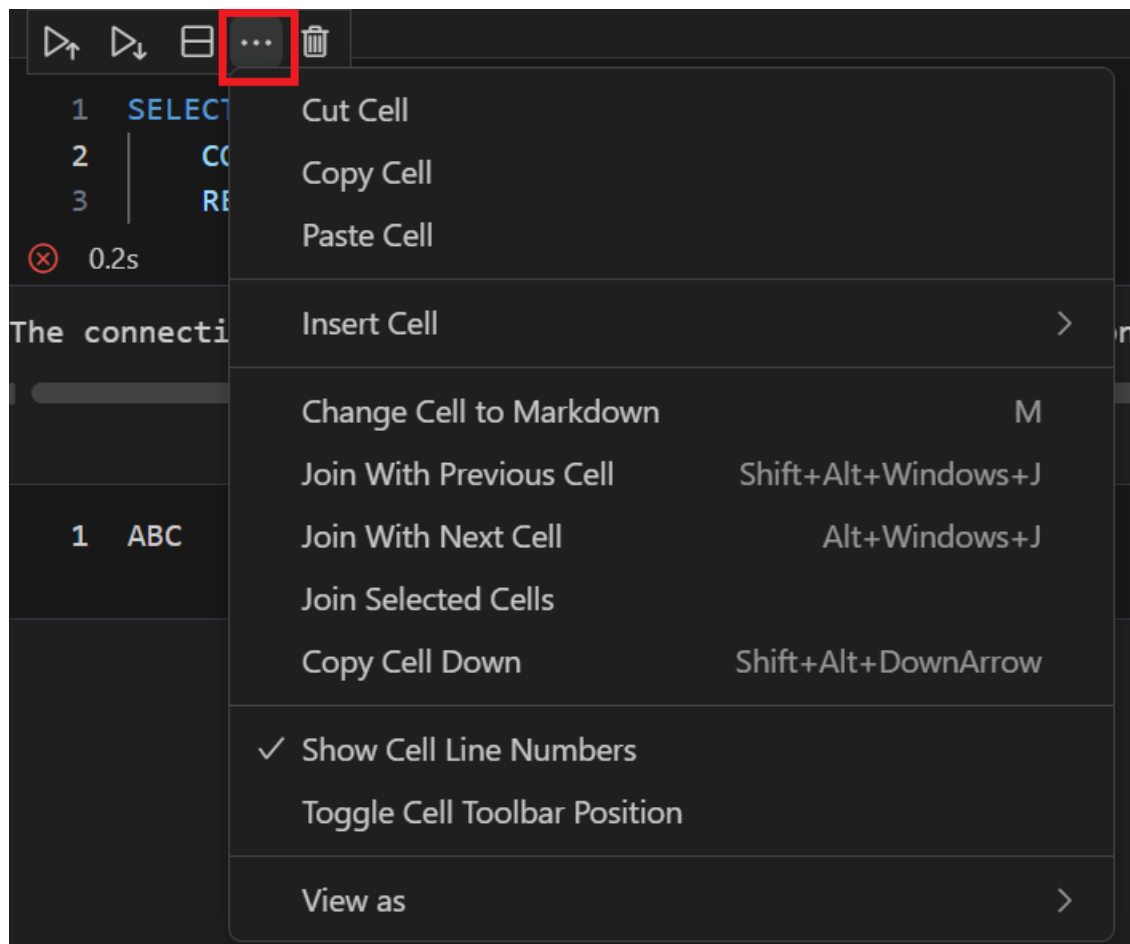 1 SELECT
2 CO
3 RE
0.2s
The connecti
1 ABC
Cut Cell
Copy Cell
Paste Cell
Insert Cell
Change Cell to Markdown M
Join With Previous Cell Shift+Alt+Windows+J
Join With Next Cell Alt+Windows+J
Join Selected Cells
Copy Cell Down Shift+Alt+DownArrow
Show Cell Line Numbers
Toggle Cell Toolbar Position
View as